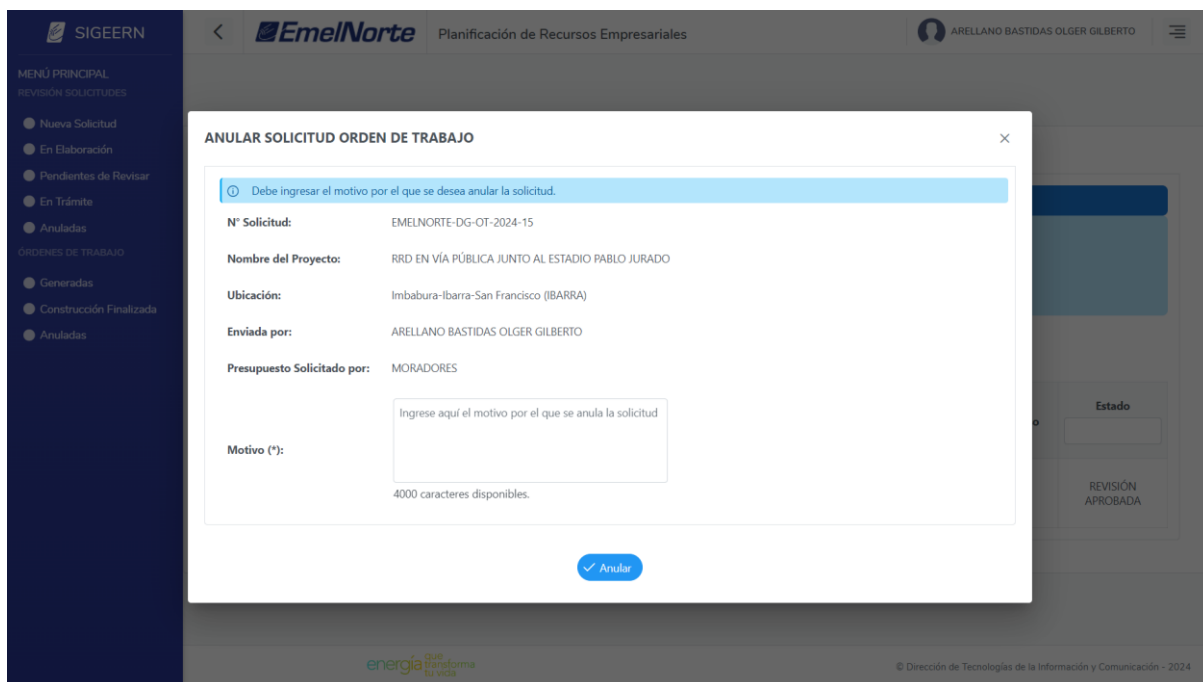 SIGEERN
EmelNorte
Planificación de Recursos Empresariales
ARELLANO BASTIDAS OLGER GILBERTO
MENÚ PRINCIPAL
REVISIÓN SOLICITUDES
Nueva Solicitud
En Elaboración
Pendientes de Revisar
En Trámite
Anuladas
ÓRDENES DE TRABAJO
Generadas
Construcción Finalizada
Anuladas
ANULAR SOLICITUD ORDEN DE TRABAJO
Debe ingresar el motivo por el que se desea anular la solicitud.
N° Solicitud: EMELNORTE-DG-OT-2024-15
Nombre del Proyecto: RRD EN VÍA PÚBLICA JUNTO AL ESTADIO PABLO JURADO
Ubicación: Imbabura-Ibarra-San Francisco (IBARRA)
Enviada por: ARELLANO BASTIDAS OLGER GILBERTO
Presupuesto Solicitado por: MORADORES
Motivo (*): Ingrese aquí el motivo por el que se anula la solicitud
4000 caracteres disponibles.
Anular
o
Estado
REVISIÓN
APROBADA
energía que transforma tu vida
© Dirección de Tecnologías de la Información y Comunicación - 2024